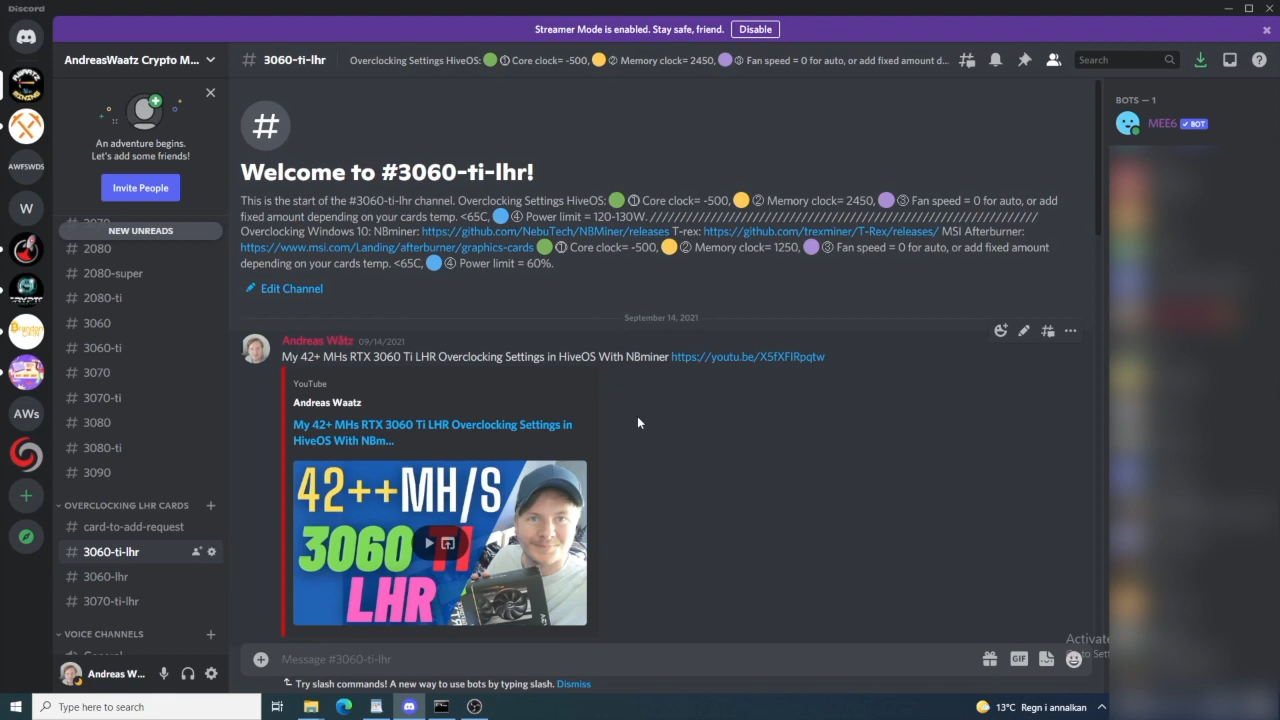 Discord
Streamer Mode is enabled. Stay safe, friend.
Disable
AndreasWaatz Crypto M...
3060-ti-lhr
Overclocking Settings HiveOS: 🟢 ① Core clock= -500, 🟡 ② Memory clock= 2450, 🟣 ③ Fan speed = 0 for auto, or add fixed amount d...
Search
An adventure begins.
Let's add some friends!
Invite People
AWFSWDS
W
AWs
NEW UNREADS
# 2080
# 2080-super
# 2080-ti
# 3060
# 3060-ti
# 3070
# 3070-ti
# 3080
# 3080-ti
# 3090
OVERCLOCKING LHR CARDS
# card-to-add-request
# 3060-ti-lhr
# 3060-lhr
# 3070-ti-lhr
VOICE CHANNELS
Andreas W...
Welcome to #3060-ti-lhr!
This is the start of the #3060-ti-lhr channel. Overclocking Settings HiveOS: 🟢 ① Core clock= -500, 🟡 ② Memory clock= 2450, 🟣 ③ Fan speed = 0 for auto, or add
fixed amount depending on your cards temp. <65C, 🔵 ④ Power limit = 120-130W. /////////////////////////////////////////////////////////////////
Overclocking Windows 10: NBminer: https://github.com/NebuTech/NBMiner/releases T-rex: https://github.com/trexminer/T-Rex/releases/ MSI Afterburner:
https://www.msi.com/Landing/afterburner/graphics-cards 🟢 ① Core clock= -500, 🟡 ② Memory clock= 1250, 🟣 ③ Fan speed = 0 for auto, or add fixed amount
depending on your cards temp. <65C, 🔵 ④ Power limit = 60%.
Edit Channel
September 14, 2021
Andreas Wåtz 09/14/2021
My 42+ MHs RTX 3060 Ti LHR Overclocking Settings in HiveOS With NBminer https://youtu.be/X5fXFIRpqtw
YouTube
Andreas Waatz
My 42+ MHs RTX 3060 Ti LHR Overclocking Settings in
HiveOS With NBm...
42++MH/S
3060 TI
LHR
Message #3060-ti-lhr
GIF
Try slash commands! A new way to use bots by typing slash. Dismiss
BOTS — 1
MEE6 ✓ BOT
Activate
Type here to search
13°C Regn i annalkan